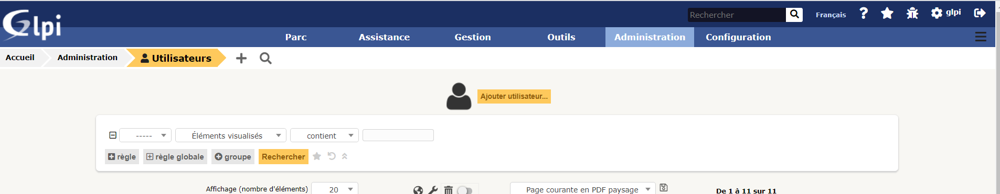 Glpi
Rechercher
Français
glpi
Parc
Assistance
Gestion
Outils
Administration
Configuration
Accueil
Administration
Utilisateurs
Ajouter utilisateur...
-----
Éléments visualisés
contient
règle
règle globale
groupe
Rechercher
Affichage (nombre d'éléments)
20
Page courante en PDF paysage
De 1 à 11 sur 11